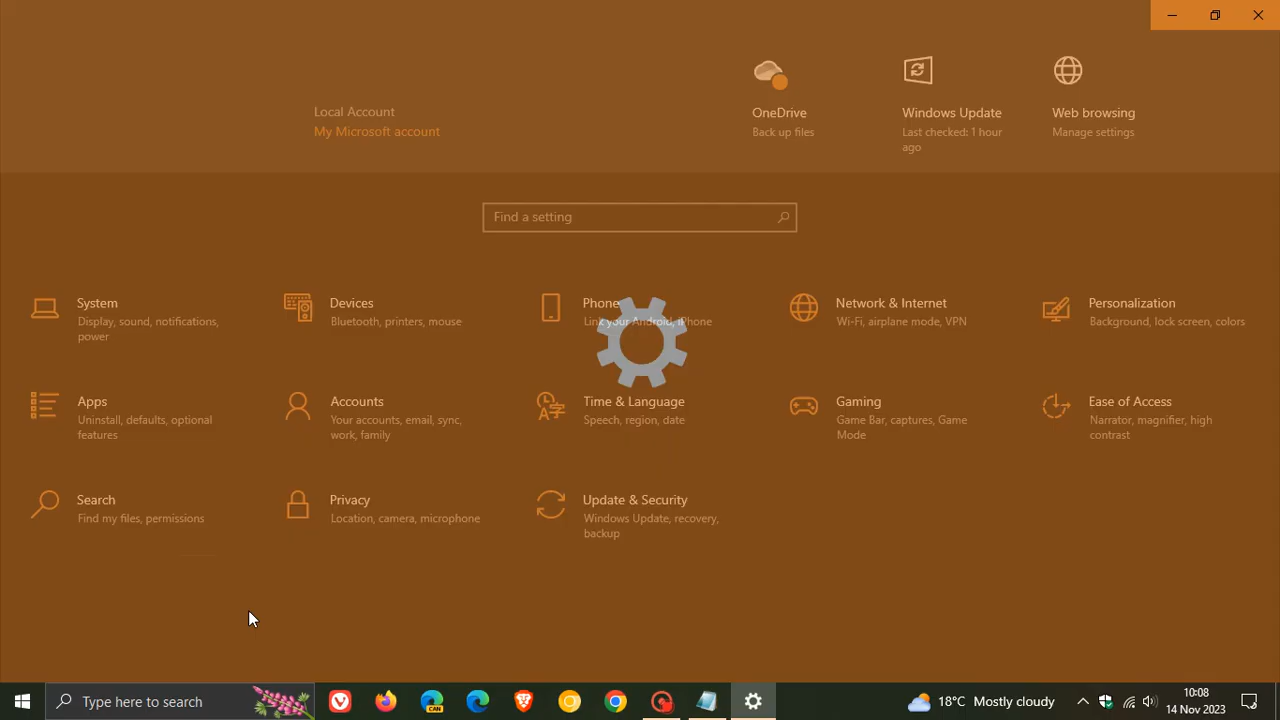 Local Account
My Microsoft account
OneDrive
Back up files
Windows Update
Last checked: 1 hour
ago
Web browsing
Manage settings
Find a setting
System
Display, sound, notifications,
power
Devices
Bluetooth, printers, mouse
Phone
Link your Android, iPhone
Network & Internet
Wi-Fi, airplane mode, VPN
Personalization
Background, lock screen, colors
Apps
Uninstall, defaults, optional
features
Accounts
Your accounts, email, sync,
work, family
Time & Language
Speech, region, date
Gaming
Game Bar, captures, Game
Mode
Ease of Access
Narrator, magnifier, high
contrast
Search
Find my files, permissions
Privacy
Location, camera, microphone
Update & Security
Windows Update, recovery,
backup
Type here to search
CAN
18°C Mostly cloudy
10:08
14 Nov 2023